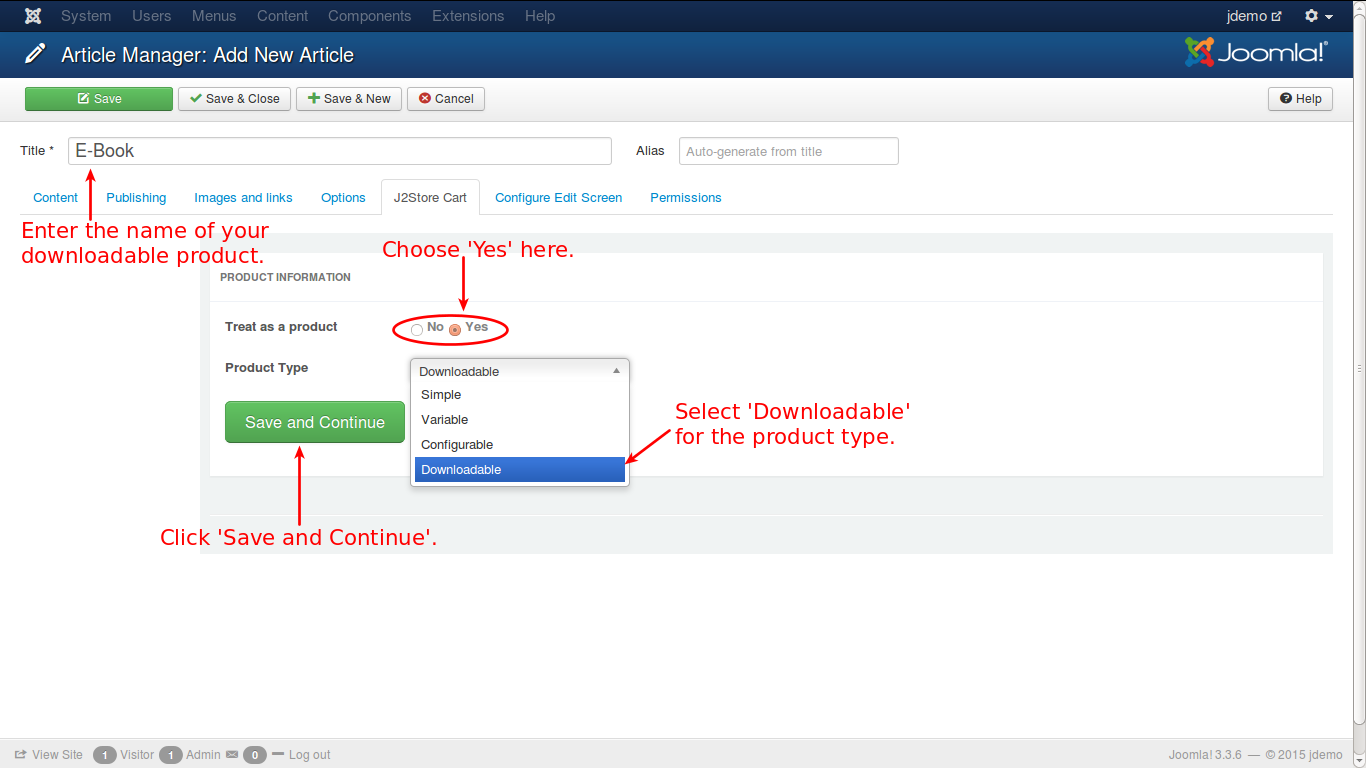 System Users Menus Content Components Extensions Help jdemo
Article Manager: Add New Article Joomla!®
Save Save & Close Save & New Cancel Help
Title * E-Book Alias Auto-generate from title
Content Publishing Images and links Options J2Store Cart Configure Edit Screen Permissions
Enter the name of your
downloadable product.
Choose 'Yes' here.
PRODUCT INFORMATION
Treat as a product No Yes
Product Type Downloadable
Simple
Variable
Configurable
Downloadable
Save and Continue
Select 'Downloadable'
for the product type.
Click 'Save and Continue'.
View Site 1 Visitor 1 Admin 0 Log out Joomla! 3.3.6 — © 2015 jdemo